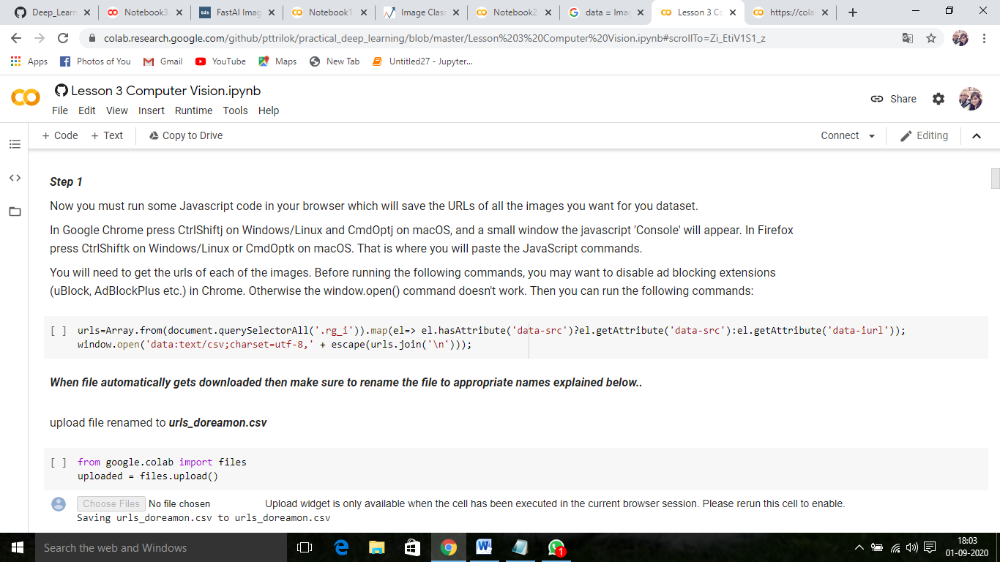 Deep_Learn
Notebook3
FastAI Imag
Notebook1.
Image Class
Notebook2
data = Imag
Lesson 3 Co
https://cola
colab.research.google.com/github/pttrilok/practical_deep_learning/blob/master/Lesson%203%20Computer%20Vision.ipynb#scrollTo=Zi_EtiV1S1_z
Apps Photos of You Gmail YouTube Maps New Tab Untitled27 - Jupyter...
Lesson 3 Computer Vision.ipynb
File Edit View Insert Runtime Tools Help
Share
+ Code + Text Copy to Drive
Connect Editing
Step 1
Now you must run some Javascript code in your browser which will save the URLs of all the images you want for you dataset.
In Google Chrome press CtrlShiftj on Windows/Linux and CmdOptj on macOS, and a small window the javascript 'Console' will appear. In Firefox
press CtrlShiftk on Windows/Linux or CmdOptk on macOS. That is where you will paste the JavaScript commands.
You will need to get the urls of each of the images. Before running the following commands, you may want to disable ad blocking extensions
(uBlock, AdBlockPlus etc.) in Chrome. Otherwise the window.open() command doesn't work. Then you can run the following commands:
[ ] urls=Array.from(document.querySelectorAll('.rg_i')).map(el=> el.hasAttribute('data-src')?el.getAttribute('data-src'):el.getAttribute('data-iurl'));
window.open('data:text/csv;charset=utf-8,' + escape(urls.join('\n')));
When file automatically gets downloaded then make sure to rename the file to appropriate names explained below..
upload file renamed to urls_doreamon.csv
[ ] from google.colab import files
uploaded = files.upload()
Choose Files No file chosen Upload widget is only available when the cell has been executed in the current browser session. Please rerun this cell to enable.
Saving urls_doreamon.csv to urls_doreamon.csv
Search the web and Windows
1
18:03
01-09-2020